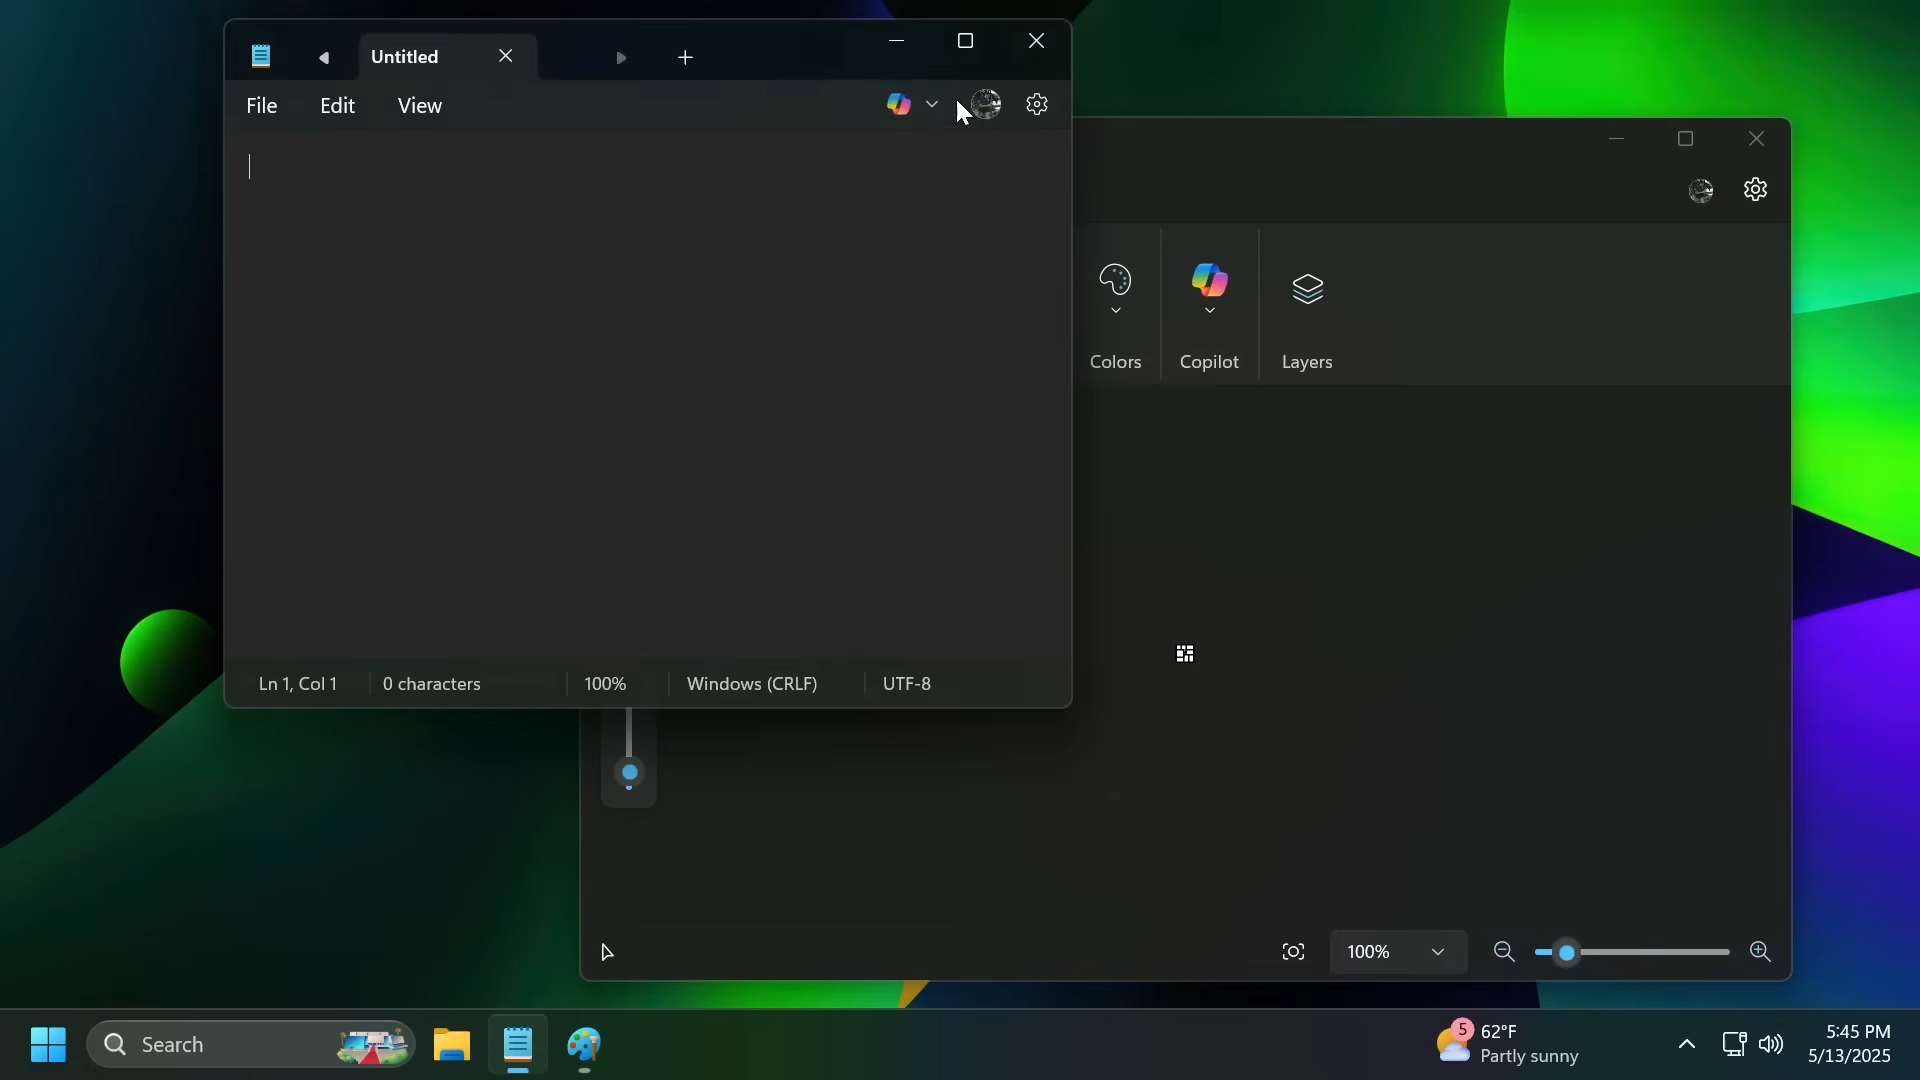 Untitled
File Edit View
Colors Copilot Layers
Ln 1, Col 1 0 characters 100% Windows (CRLF) UTF-8
100%
Search
5 62°F
Partly sunny
5:45 PM
5/13/2025